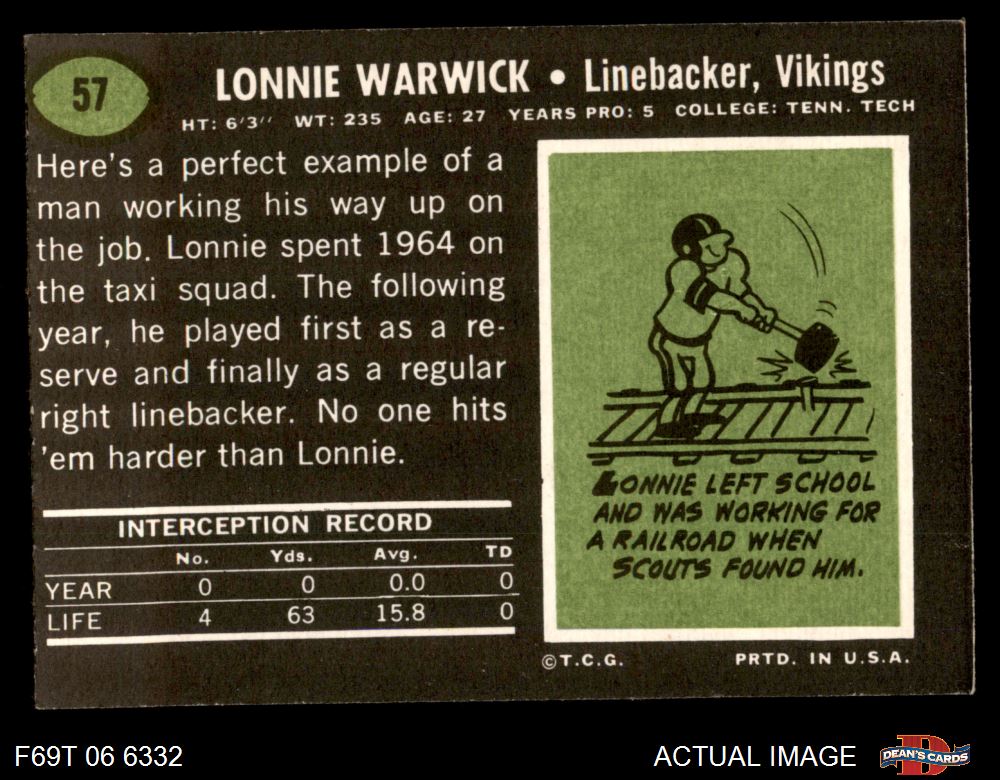 57
LONNIE WARWICK • Linebacker, Vikings
HT: 6'3'' WT: 235 AGE: 27 YEARS PRO: 5 COLLEGE: TENN. TECH
Here's a perfect example of a
man working his way up on
the job. Lonnie spent 1964 on
the taxi squad. The following
year, he played first as a re-
serve and finally as a regular
right linebacker. No one hits
'em harder than Lonnie.
INTERCEPTION RECORD
No. Yds. Avg. TD
YEAR 0 0 0.0 0
LIFE 4 63 15.8 0
LONNIE LEFT SCHOOL
AND WAS WORKING FOR
A RAILROAD WHEN
SCOUTS FOUND HIM.
© T.C.G. PRTD. IN U.S.A.
F69T 06 6332
ACTUAL IMAGE
DEAN'S CARDS